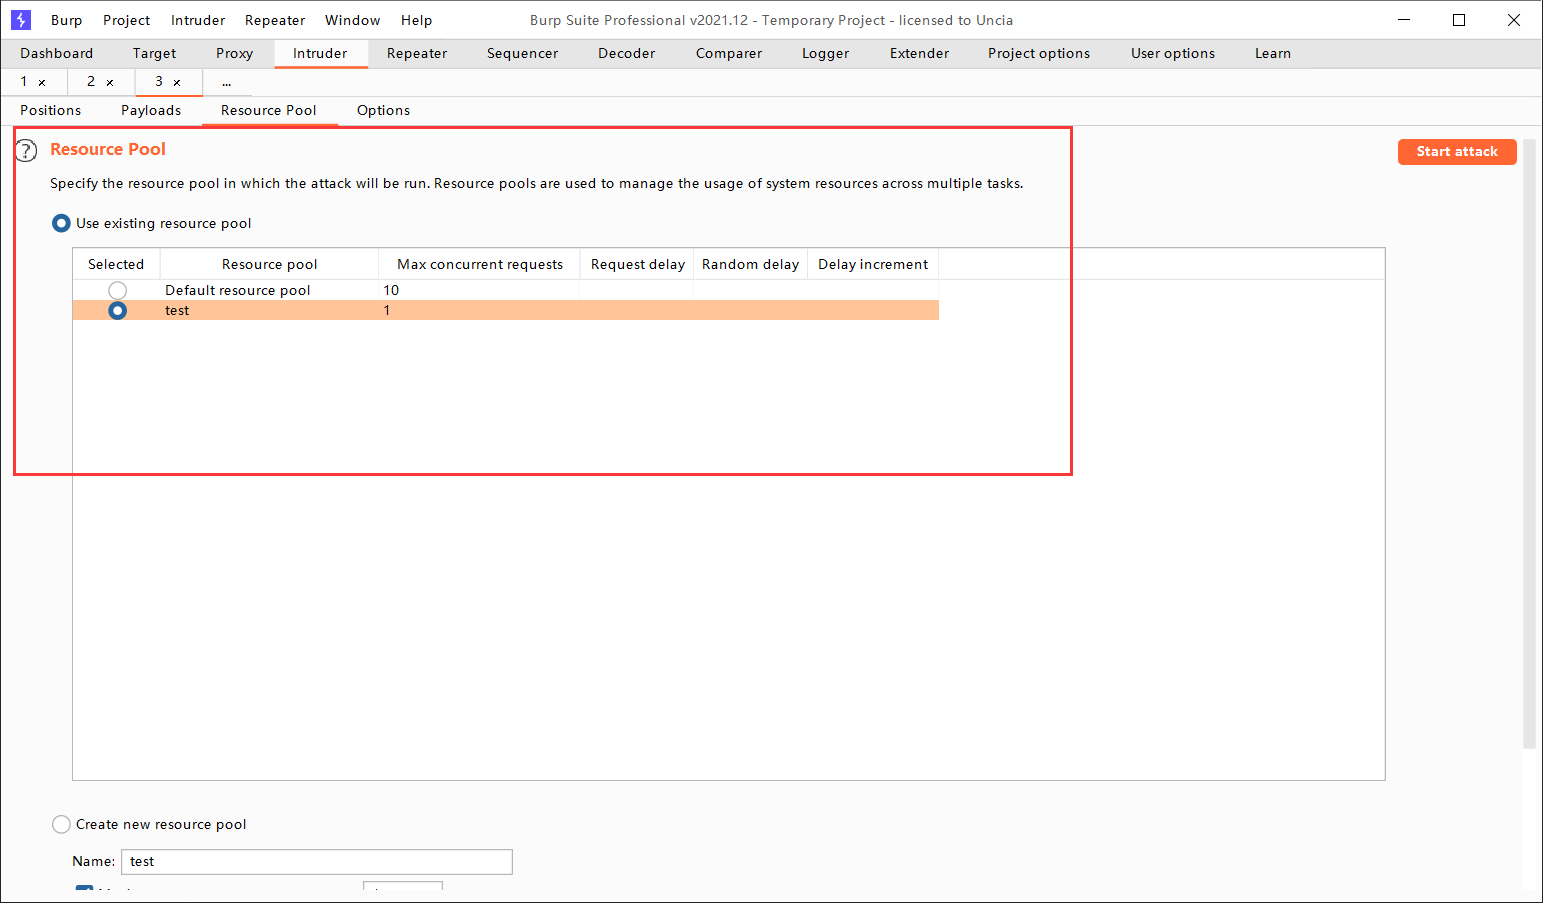 Burp Project Intruder Repeater Window Help Burp Suite Professional v2021.12 - Temporary Project - licensed to Uncia
Dashboard Target Proxy Intruder Repeater Sequencer Decoder Comparer Logger Extender Project options User options Learn
1 × 2 × 3 × ...
Positions Payloads Resource Pool Options
? Resource Pool Start attack
Specify the resource pool in which the attack will be run. Resource pools are used to manage the usage of system resources across multiple tasks.
Use existing resource pool
Selected Resource pool Max concurrent requests Request delay Random delay Delay increment
Default resource pool 10
test 1
Create new resource pool
Name: test